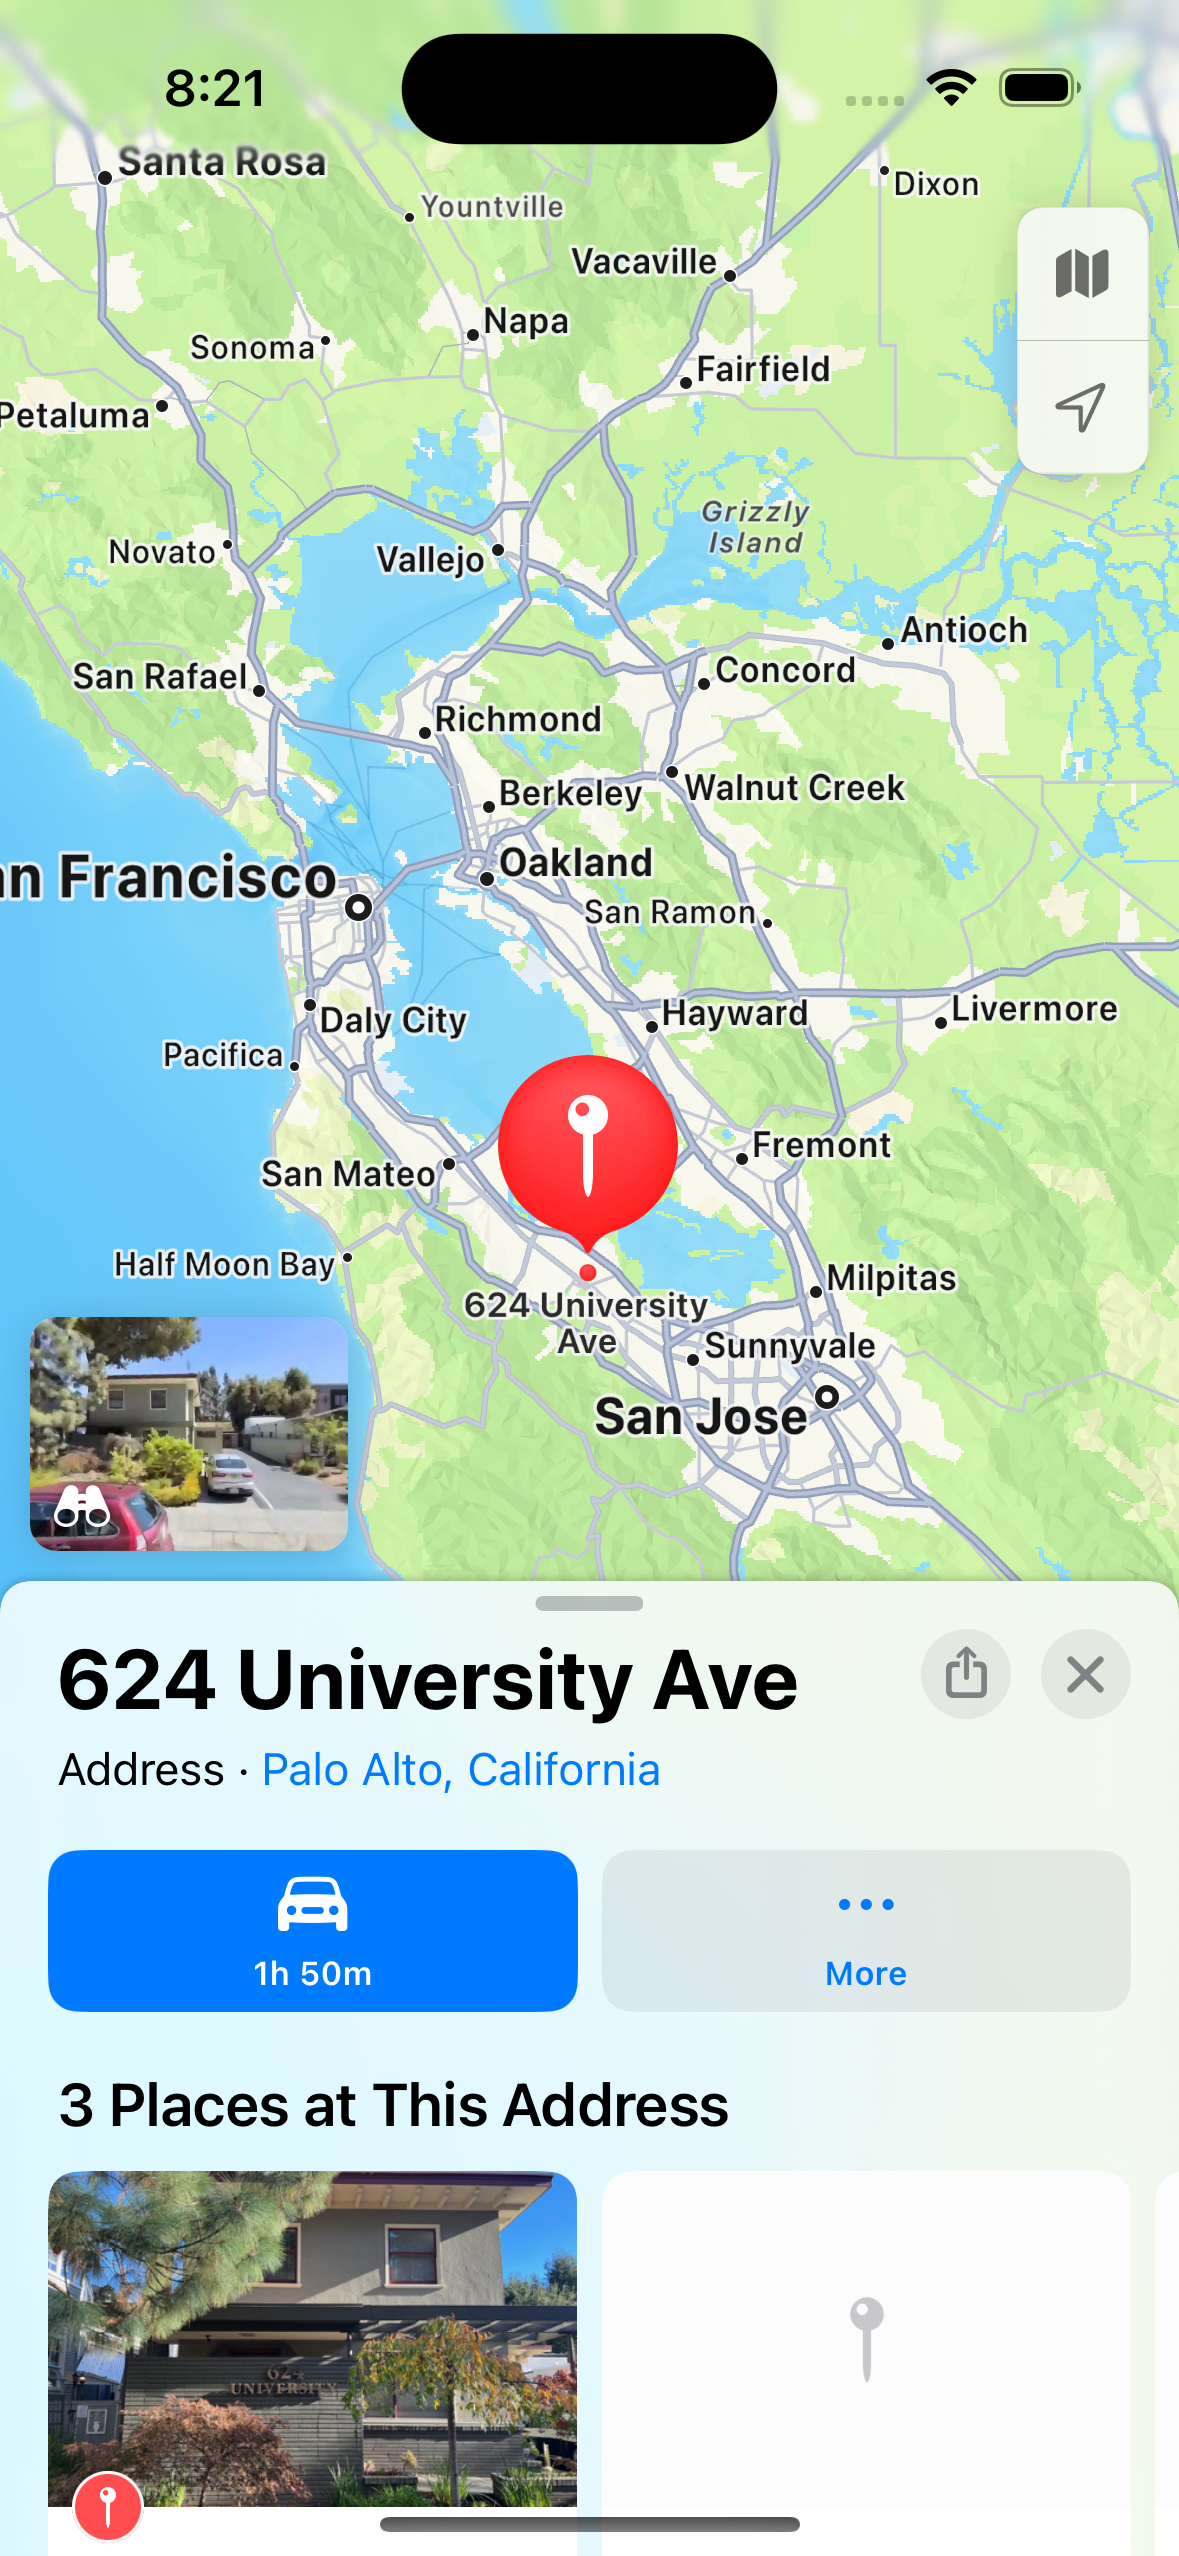 8:21
Santa Rosa
Yountville
Dixon
Vacaville
Napa
Sonoma
Fairfield
Petaluma
Grizzly
Island
Novato
Vallejo
Antioch
San Rafael
Concord
Richmond
Berkeley
Walnut Creek
an Francisco
Oakland
San Ramon
Daly City
Hayward
Livermore
Pacifica
Fremont
San Mateo
Half Moon Bay
Milpitas
624 University
Ave
Sunnyvale
San Jose
624 University Ave
Address · Palo Alto, California
1h 50m
More
3 Places at This Address
624
UNIVERSITY